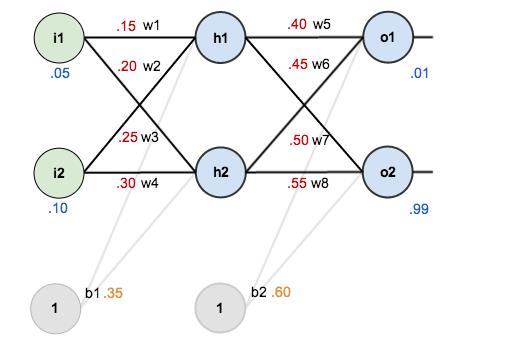 .15 w1
.40 w5
i1
h1
o1
.20 w2
.45 w6
.05
.01
.25 w3
.50 w7
i2
h2
o2
.30 w4
.55 w8
.10
.99
b1 .35
b2 .60
1
1